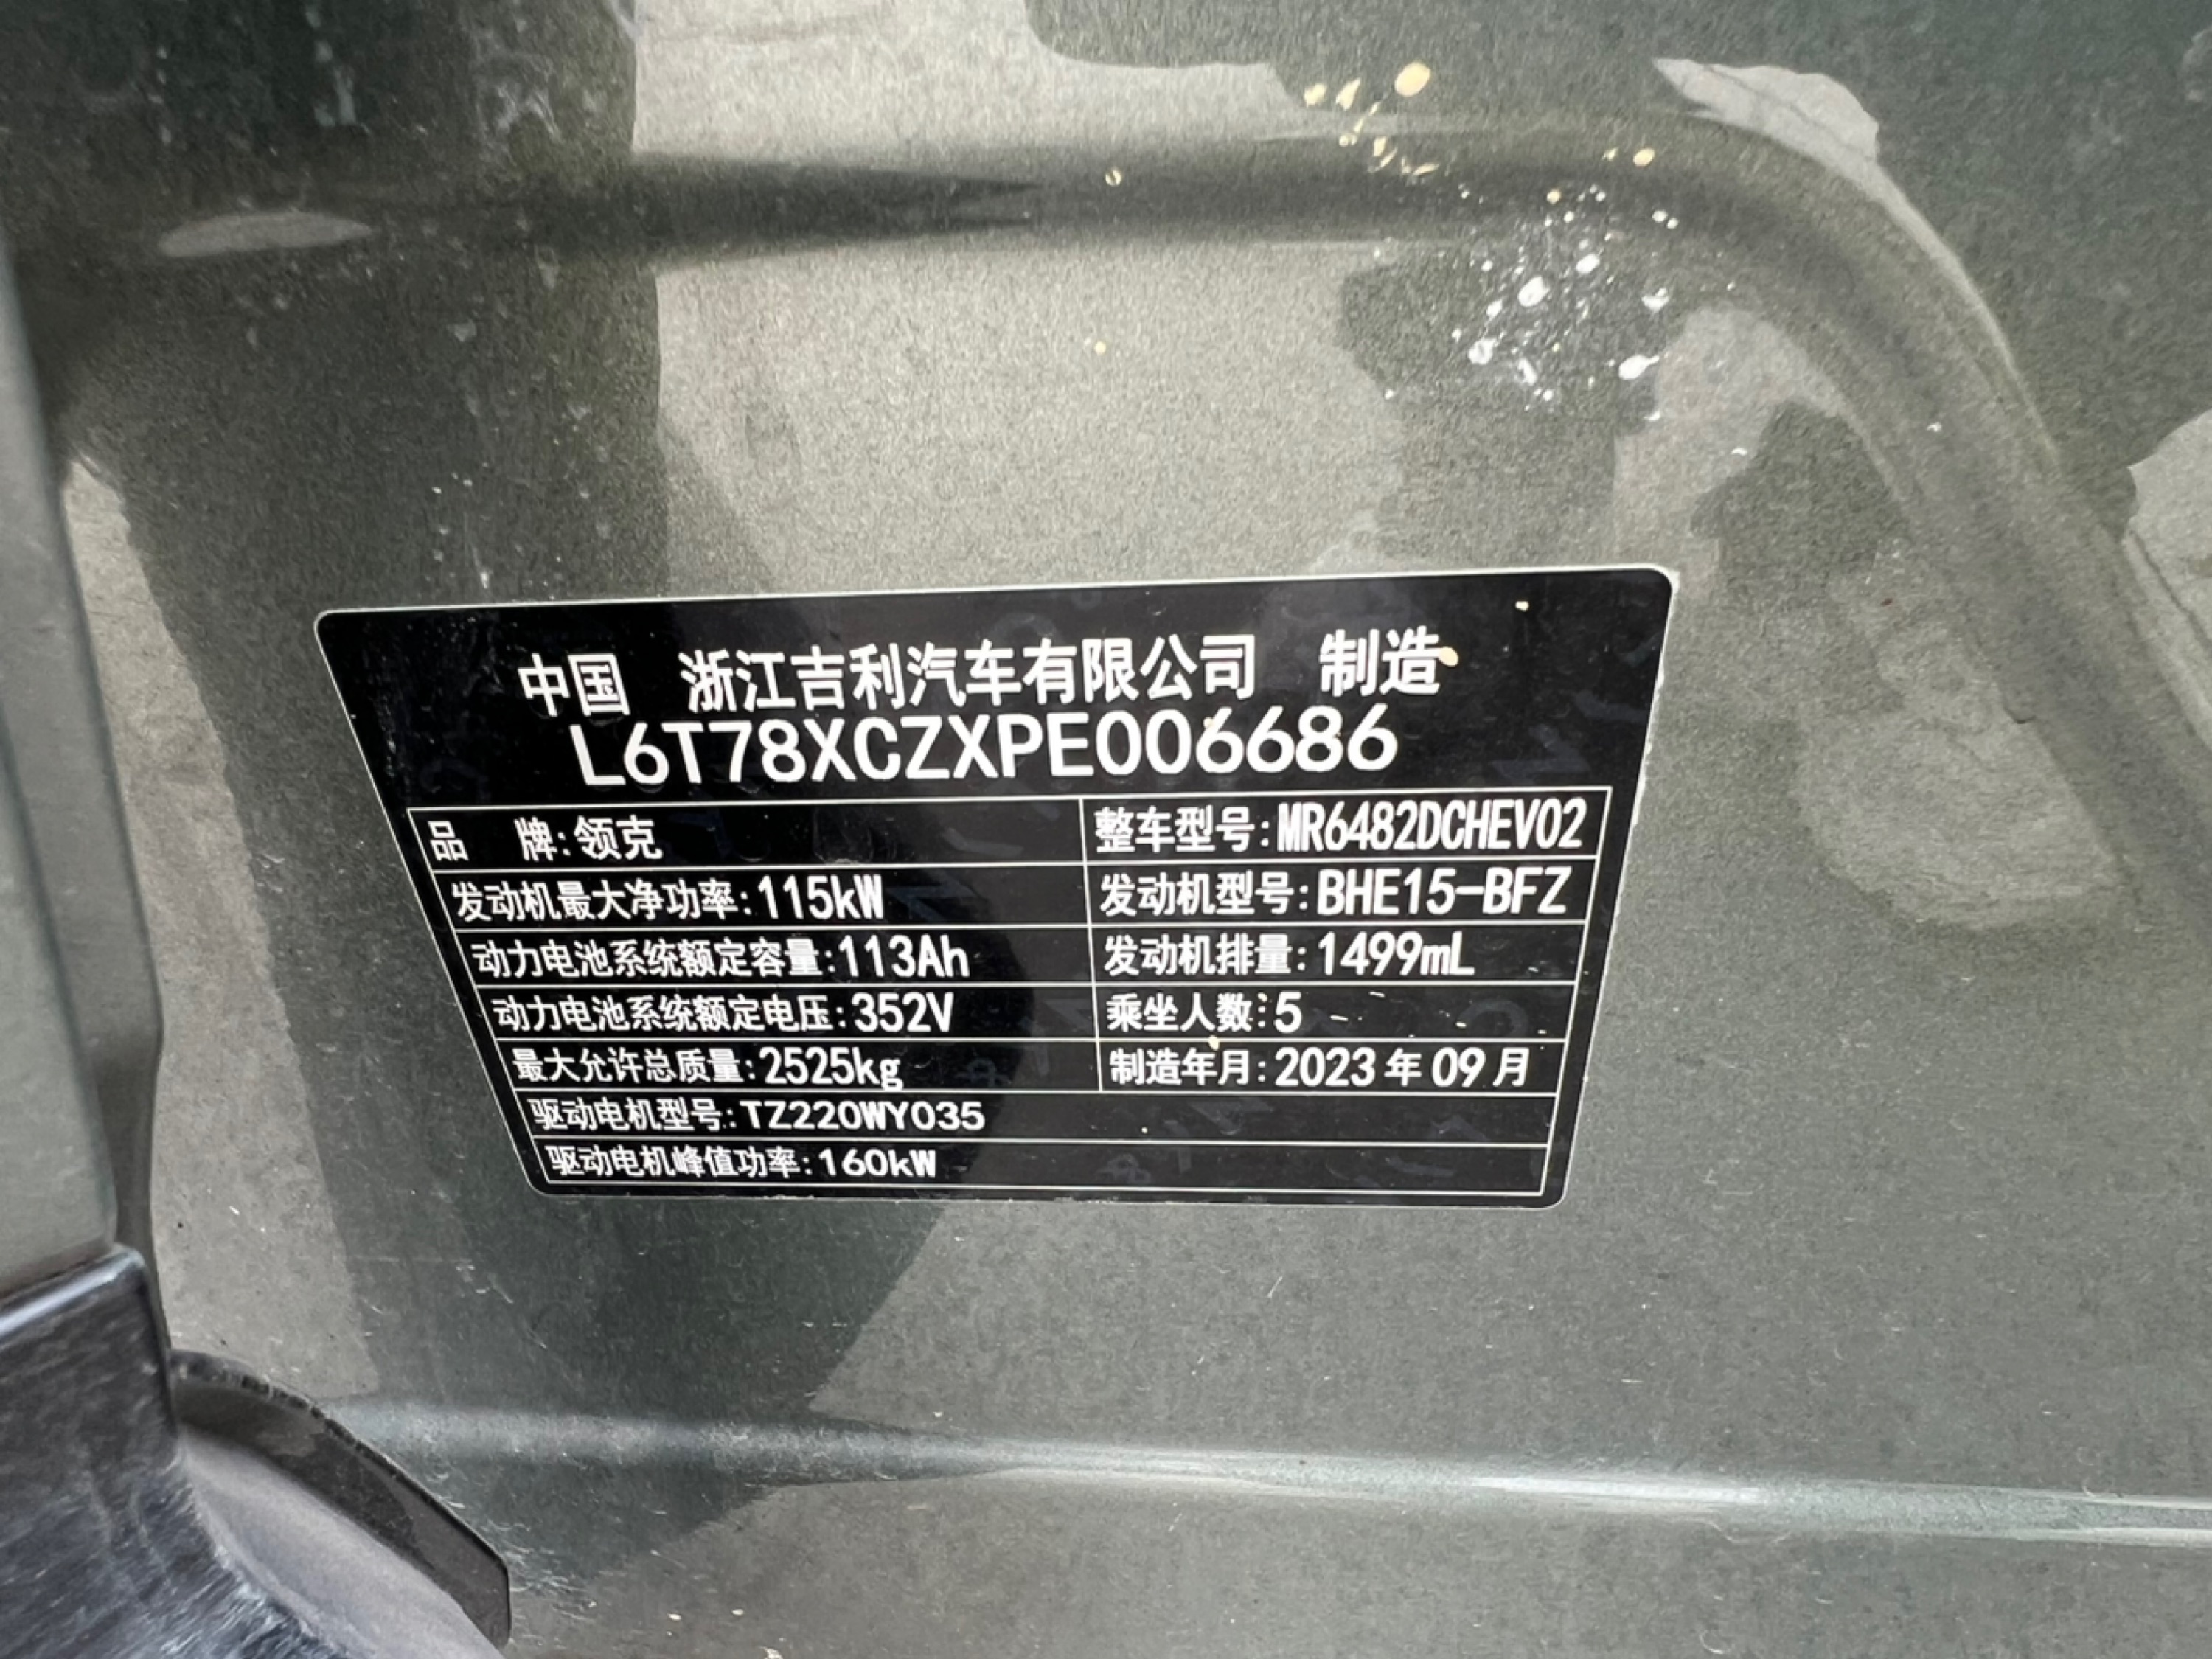 中国 浙江吉利汽车有限公司 制造
L6T78XCZXPE006686
品 牌:领克 整车型号:MR6482DCHEV02
发动机最大净功率:115kW 发动机型号:BHE15-BFZ
动力电池系统额定容量:113Ah 发动机排量:1499mL
动力电池系统额定电压:352V 乘坐人数:5
最大允许总质量:2525kg 制造年月:2023年09月
驱动电机型号:TZ220WY035
驱动电机峰值功率:160kW